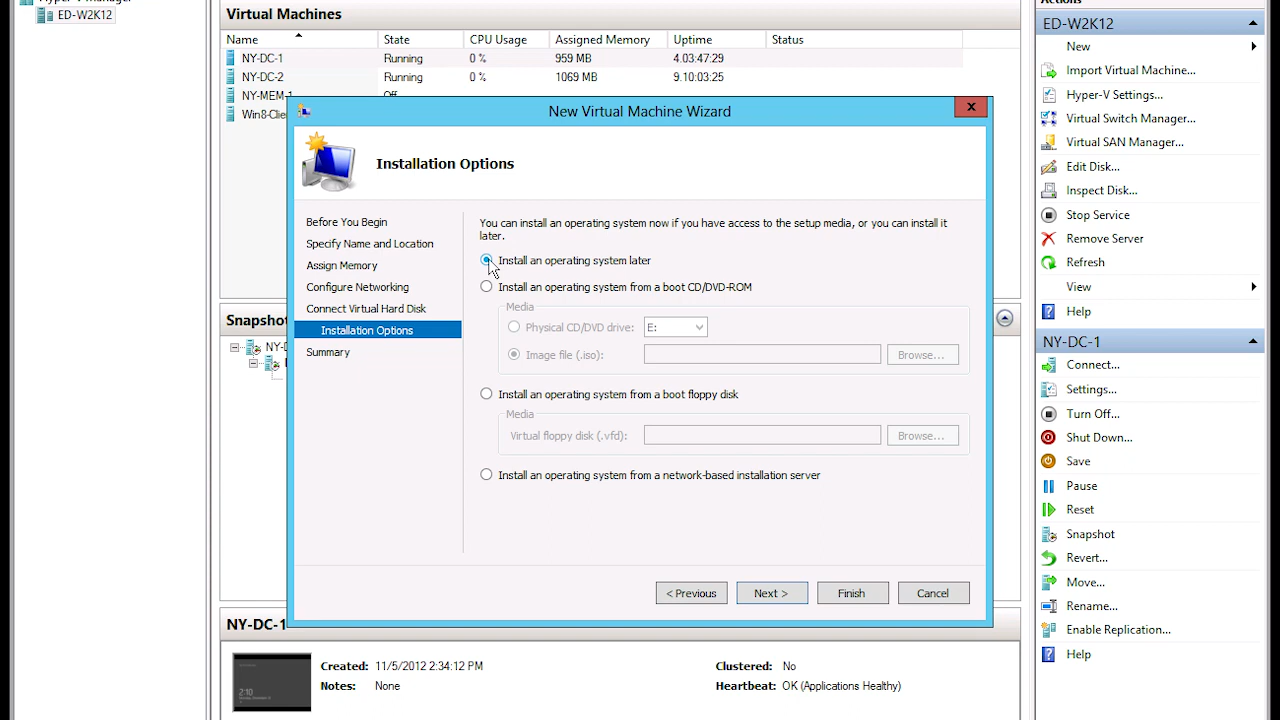 ED-W2K12
Virtual Machines
Name State CPU Usage Assigned Memory Uptime Status
NY-DC-1 Running 0 % 959 MB 4.03:47:29
NY-DC-2 Running 0 % 1069 MB 9.10:03:25
NY-MEM-1 Off
New Virtual Machine Wizard
X
Installation Options
Before You Begin
Specify Name and Location
Assign Memory
Configure Networking
Connect Virtual Hard Disk
Installation Options
Summary
You can install an operating system now if you have access to the setup media, or you can install it
later.
Install an operating system later
Install an operating system from a boot CD/DVD-ROM
Media
Physical CD/DVD drive: E:
Image file (.iso): Browse...
Install an operating system from a boot floppy disk
Media
Virtual floppy disk (.vfd): Browse...
Install an operating system from a network-based installation server
< Previous Next > Finish Cancel
NY-DC-1
Created: 11/5/2012 2:34:12 PM Clustered: No
Notes: None Heartbeat: OK (Applications Healthy)
2:10
Actions
ED-W2K12
New
Import Virtual Machine...
Hyper-V Settings...
Virtual Switch Manager...
Virtual SAN Manager...
Edit Disk...
Inspect Disk...
Stop Service
Remove Server
Refresh
View
Help
NY-DC-1
Connect...
Settings...
Turn Off...
Shut Down...
Save
Pause
Reset
Snapshot
Revert...
Move...
Rename...
Enable Replication...
Help